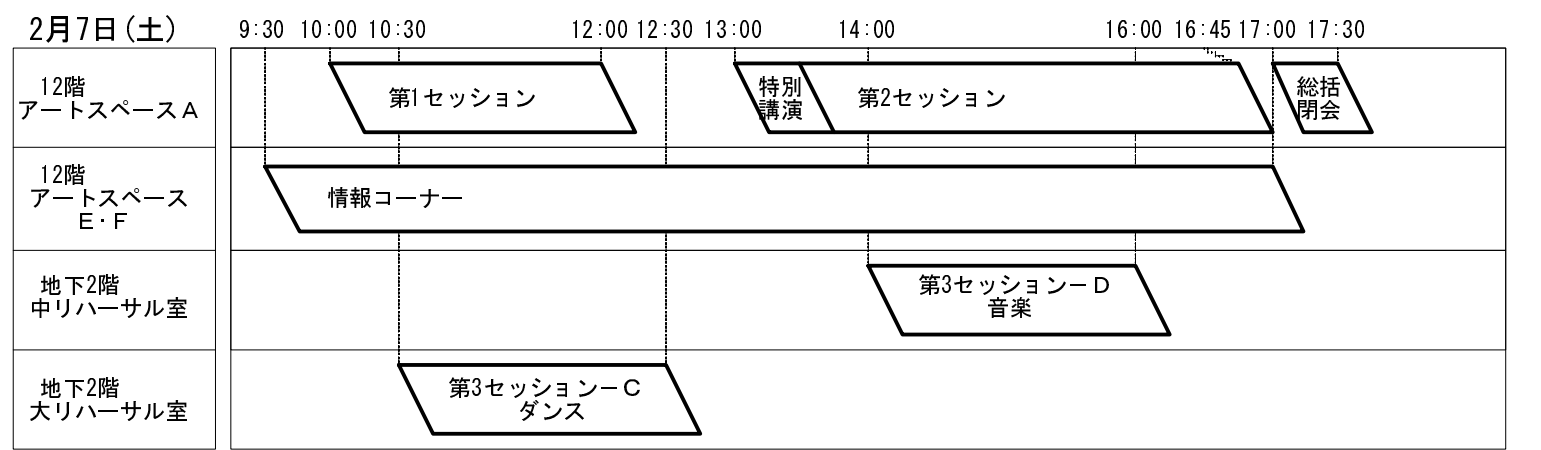 2月7日(土) 9:30 10:00 10:30 12:00 12:30 13:00 14:00 16:00 16:45 17:00 17:30
12階
アートスペースA
第1セッション
特別
講演
第2セッション
総括
閉会
12階
アートスペース
E・F
情報コーナー
地下2階
中リハーサル室
第3セッション－D
音楽
地下2階
大リハーサル室
第3セッション－C
ダンス